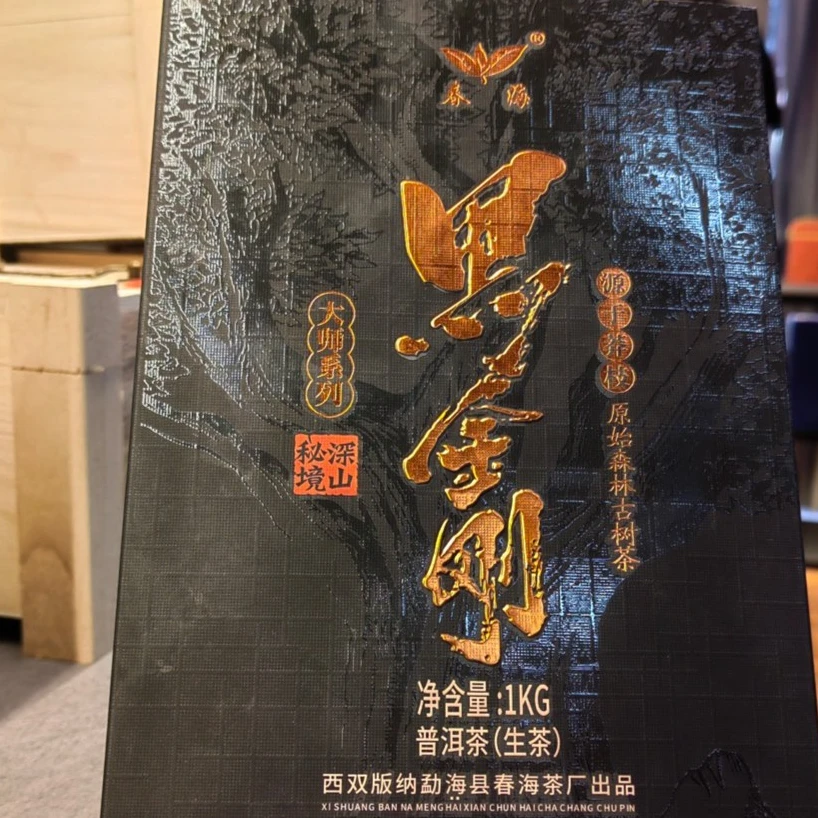 春海
黑金刚
大师系列
深山
秘境
源于莽枝
原始森林古树茶
净含量:1KG
普洱茶(生茶)
西双版纳勐海县春海茶厂出品
XI SHUANG BAN NA MENG HAI XIAN CHUN HAI CHA CHANG CHU PIN